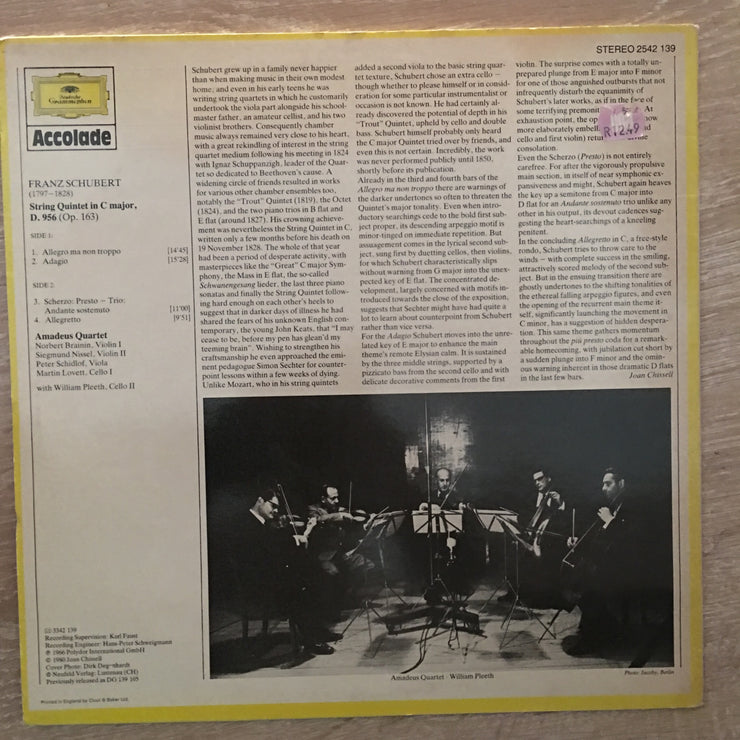 STEREO 2542 139
Deutsche
Grammophon
Accolade
FRANZ SCHUBERT
(1797–1828)
String Quintet in C major,
D. 956 (Op. 163)
SIDE 1:
1. Allegro ma non troppo [14'45]
2. Adagio [15'28]
SIDE 2:
3. Scherzo: Presto – Trio:
Andante sostenuto [11'00]
4. Allegretto [9'51]
Amadeus Quartet
Norbert Brainin, Violin I
Siegmund Nissel, Violin II
Peter Schidlof, Viola
Martin Lovett, Cello I
with William Pleeth, Cello II
3342 139
Recording Supervision: Karl Faust
Recording Engineer: Hans-Peter Schweigmann
℗ 1966 Polydor International GmbH
© 1980 Joan Chissell
Cover Photo: Dirk
© Neufeld Verlag: Lustenau (CH)
Previously released as DG 139 105
Printed in England by Clout & Baker Ltd.
Schubert grew up in a family never happier
than when making music in their own modest
home, and even in his early teens he was
writing string quartets in which he customarily
undertook the viola part alongside his school-
master father, an amateur cellist, and his two
violinist brothers. Consequently chamber
music always remained very close to his heart,
with a great rekindling of interest in the string
quartet medium following his meeting in 1824
with Ignaz Schuppanzigh, leader of the Quar-
tet so dedicated to Beethoven's cause. A
widening circle of friends resulted in works
for various other chamber ensembles too,
notably the "Trout" Quintet (1819), the Octet
(1824), and the two piano trios in B flat and
E flat (around 1827). His crowning achieve-
ment was nevertheless the String Quintet in C,
written only a few months before his death on
19 November 1828. The whole of that year
had been a period of desperate activity, with
masterpieces like the "Great" C major Sym-
phony, the Mass in E flat, the so-called
Schwanengesang lieder, the last three piano
sonatas and finally the String Quintet follow-
ing hard enough on each other's heels to
suggest that in darker days of illness he had
shared the fears of his unknown English con-
temporary, the young John Keats, that "I may
cease to be, before my pen has glean'd my
teeming brain". Wishing to strengthen his
craftsmanship he even approached the emi-
nent pedagogue Simon Sechter for counter-
point lessons within a few weeks of dying.
Unlike Mozart, who in his string quintets
added a second viola to the basic string quar-
tet texture, Schubert chose an extra cello –
though whether to please himself or in consid-
eration for some particular instrumentalist or
occasion is not known. He had certainly al-
ready discovered the potential of depth in his
"Trout" Quintet, upheld by cello and double
bass. Schubert himself probably only heard
the C major Quintet tried over by friends, and
even this is not certain. Incredibly, the work
was never performed publicly until 1850,
shortly before its publication.
Already in the third and fourth bars of the
Allegro ma non troppo there are warnings of
the darker undertones so often to threaten the
Quintet's major tonality. Even when intro-
ductory searchings cede to the bold first sub-
ject proper, its descending arpeggio motif is
minor-tinged on immediate repetition. But
assuagement comes in the lyrical second sub-
ject, sung first by duetting cellos, then violins,
for which Schubert characteristically slips
without warning from G major into the unex-
pected key of E flat. The concentrated de-
velopment, largely concerned with motifs in-
troduced towards the close of the exposition,
suggests that Sechter might have had quite a
lot to learn about counterpoint from Schubert
rather than vice versa.
For the Adagio Schubert moves into the unre-
lated key of E major to enhance the main
theme's remote Elysian calm. It is sustained
by the three middle strings, supported by a
pizzicato bass from the second cello and with
delicate decorative comments from the first
violin. The surprise comes with a totally un-
prepared plunge from E major into F minor
for one of those anguished outbursts that not
infrequently disturb the equanimity of
Schubert's later works, as if in the face of
some terrifying premonit At
exhaustion point, the op now
more elaborately embell
cello and first violin) retu
consolation.
Even the Scherzo (Presto) is not entirely
carefree. For after the vigorously propulsive
main section, in itself of near symphonic ex-
pansiveness and might, Schubert again heaves
the key up a semitone from C major into
D flat for an Andante sostenuto trio unlike any
other in his output, its devout cadences sug-
gesting the heart-searchings of a kneeling
penitent.
In the concluding Allegretto in C, a free-style
rondo, Schubert tries to throw care to the
winds – with complete success in the smiling,
attractively scored melody of the second sub-
ject. But in the ensuing transition there are
ghostly undertones to the shifting tonalities of
the ethereal falling arpeggio figures, and even
the opening of the recurrent main theme it-
self, significantly launching the movement in
C minor, has a suggestion of hidden despera-
tion. This same theme gathers momentum
throughout the più presto coda for a remark-
able homecoming, with jubilation cut short by
a sudden plunge into F minor and the omin-
ous warning inherent in those dramatic D flats
in the last few bars. Joan Chissell
R1249
Amadeus Quartet · William Pleeth
Photo: Jacoby, Berlin